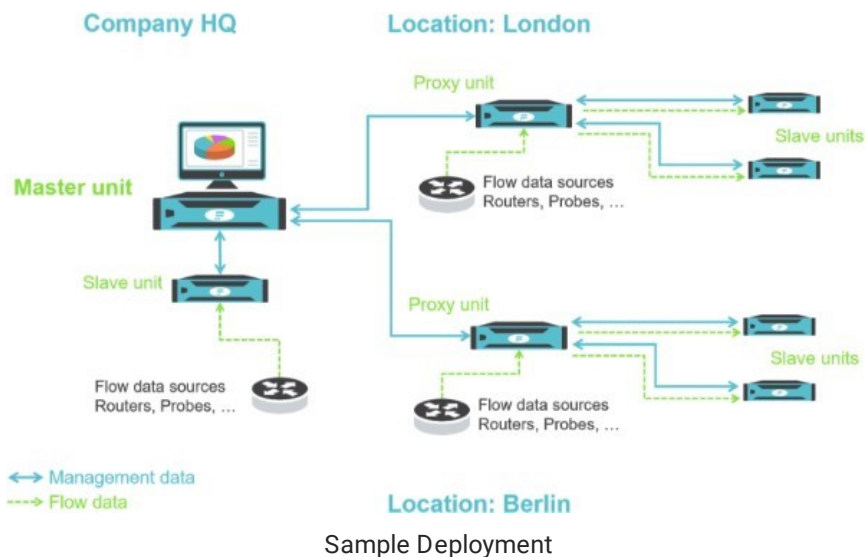 Company HQ
Location: London
Proxy unit
Slave units
Master unit
Flow data sources
Routers, Probes, ...
Slave unit
Proxy unit
Slave units
Flow data sources
Routers, Probes, ...
Flow data sources
Routers, Probes, ...
Management data
Flow data
Location: Berlin
Sample Deployment